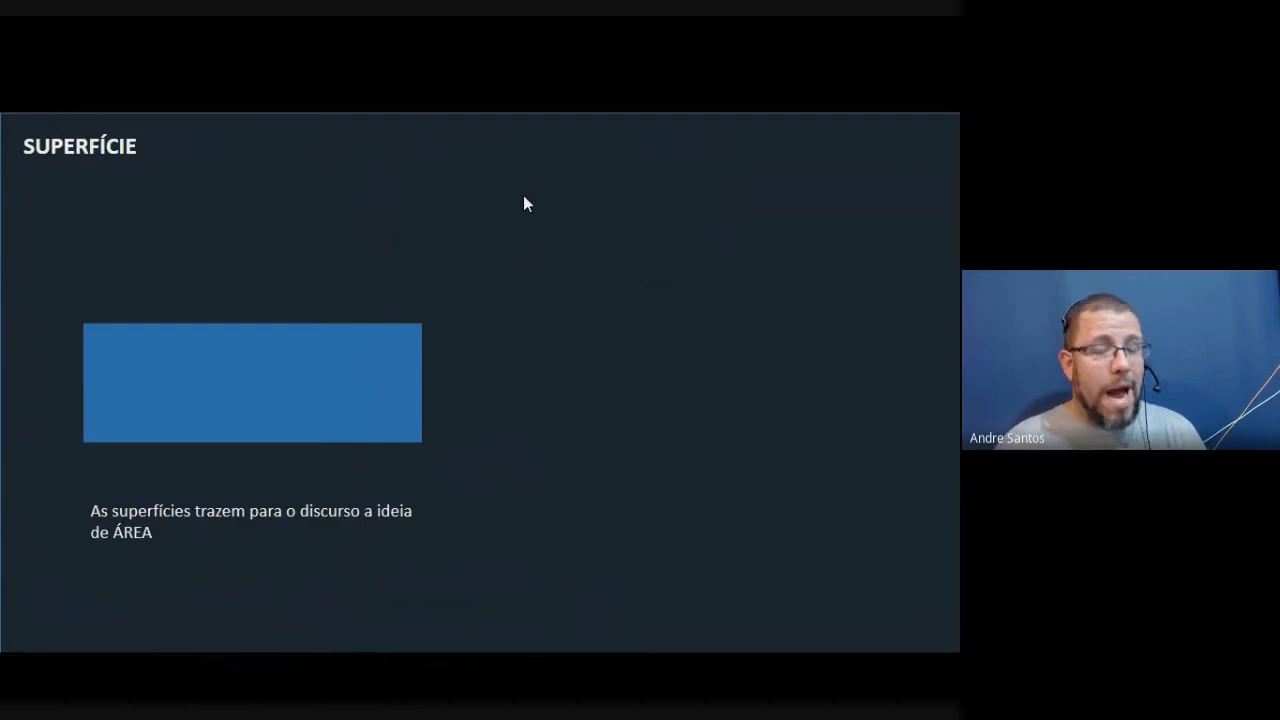 SUPERFÍCIE
As superfícies trazem para o discurso a ideia
de ÁREA
Andre Santos